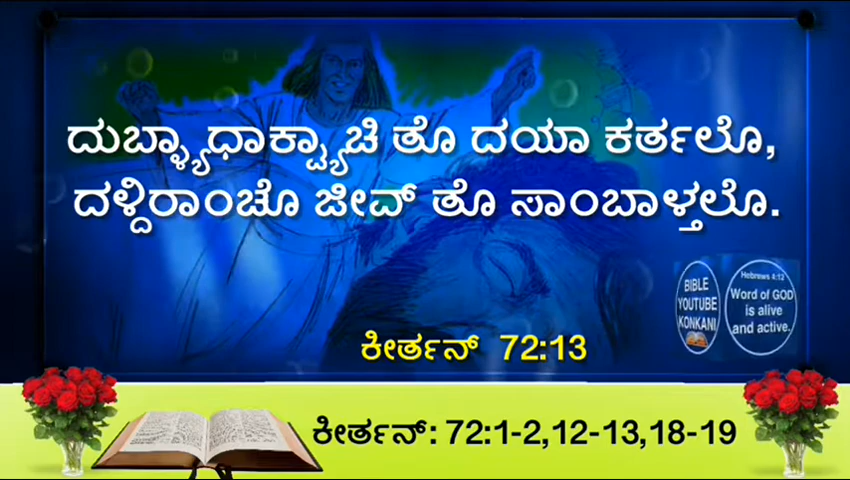 ದುಬ್ಳ್ಯಾಧಾಕ್ಟ್ಯಾಚಿ ತೊ ದಯಾ ಕರ್ತಲೊ,
ದಳ್ದಿರಾಂಚೊ ಜೀವ್ ತೊ ಸಾಂಬಾಳ್ತಲೊ.
BIBLE
YOUTUBE
KONKANI
Hebrews 4:12
Word of GOD
is alive
and active.
ಕೀರ್ತನ್ 72:13
ಕೀರ್ತನ್: 72:1-2,12-13,18-19